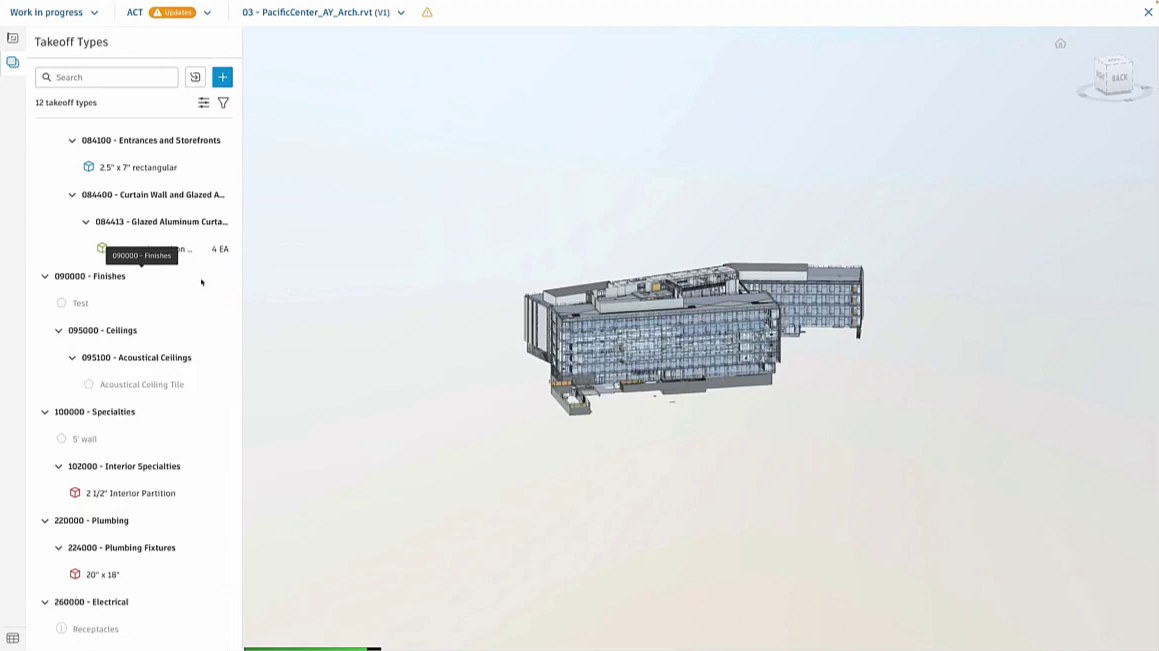 Work in progress
ACT
Updates
03 - PacificCenter_AY_Arch.rvt (V1)
Takeoff Types
Search
12 takeoff types
084100 - Entrances and Storefronts
2.5" x 7" rectangular
084400 - Curtain Wall and Glazed A...
084413 - Glazed Aluminum Curta...
4 EA
090000 - Finishes
090000 - Finishes
Test
095000 - Ceilings
095100 - Acoustical Ceilings
Acoustical Ceiling Tile
100000 - Specialties
5' wall
102000 - Interior Specialties
2 1/2" Interior Partition
220000 - Plumbing
224000 - Plumbing Fixtures
20" x 18"
260000 - Electrical
Receptacles
BACK